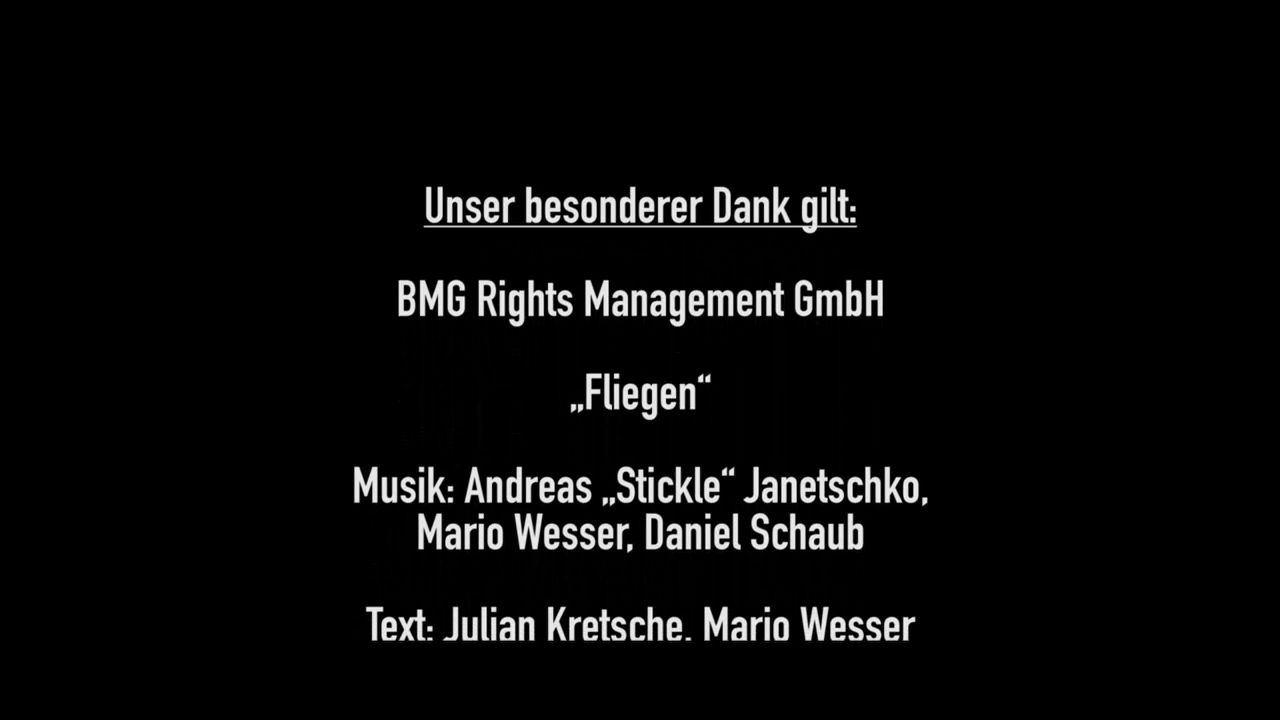 Unser besonderer Dank gilt:
BMG Rights Management GmbH
„Fliegen“
Musik: Andreas „Stickle“ Janetschko,
Mario Wesser, Daniel Schaub
Text: Julian Kretsche, Mario Wesser